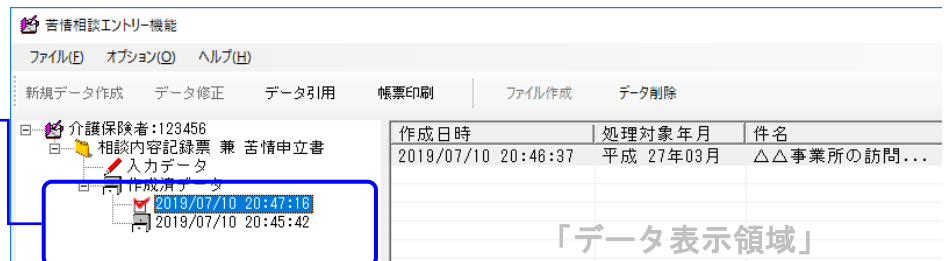 苦情相談エントリー機能
ファイル(F) オプション(O) ヘルプ(H)
新規データ作成 データ修正 データ引用 帳票印刷 ファイル作成 データ削除
介護保険者:123456
相談内容記録票 兼 苦情申立書
入力データ
作成済データ
2019/07/10 20:47:16
2019/07/10 20:45:42
作成日時 処理対象年月 件名
2019/07/10 20:46:37 平成 27年03月 △△事業所の訪問...
「データ表示領域」